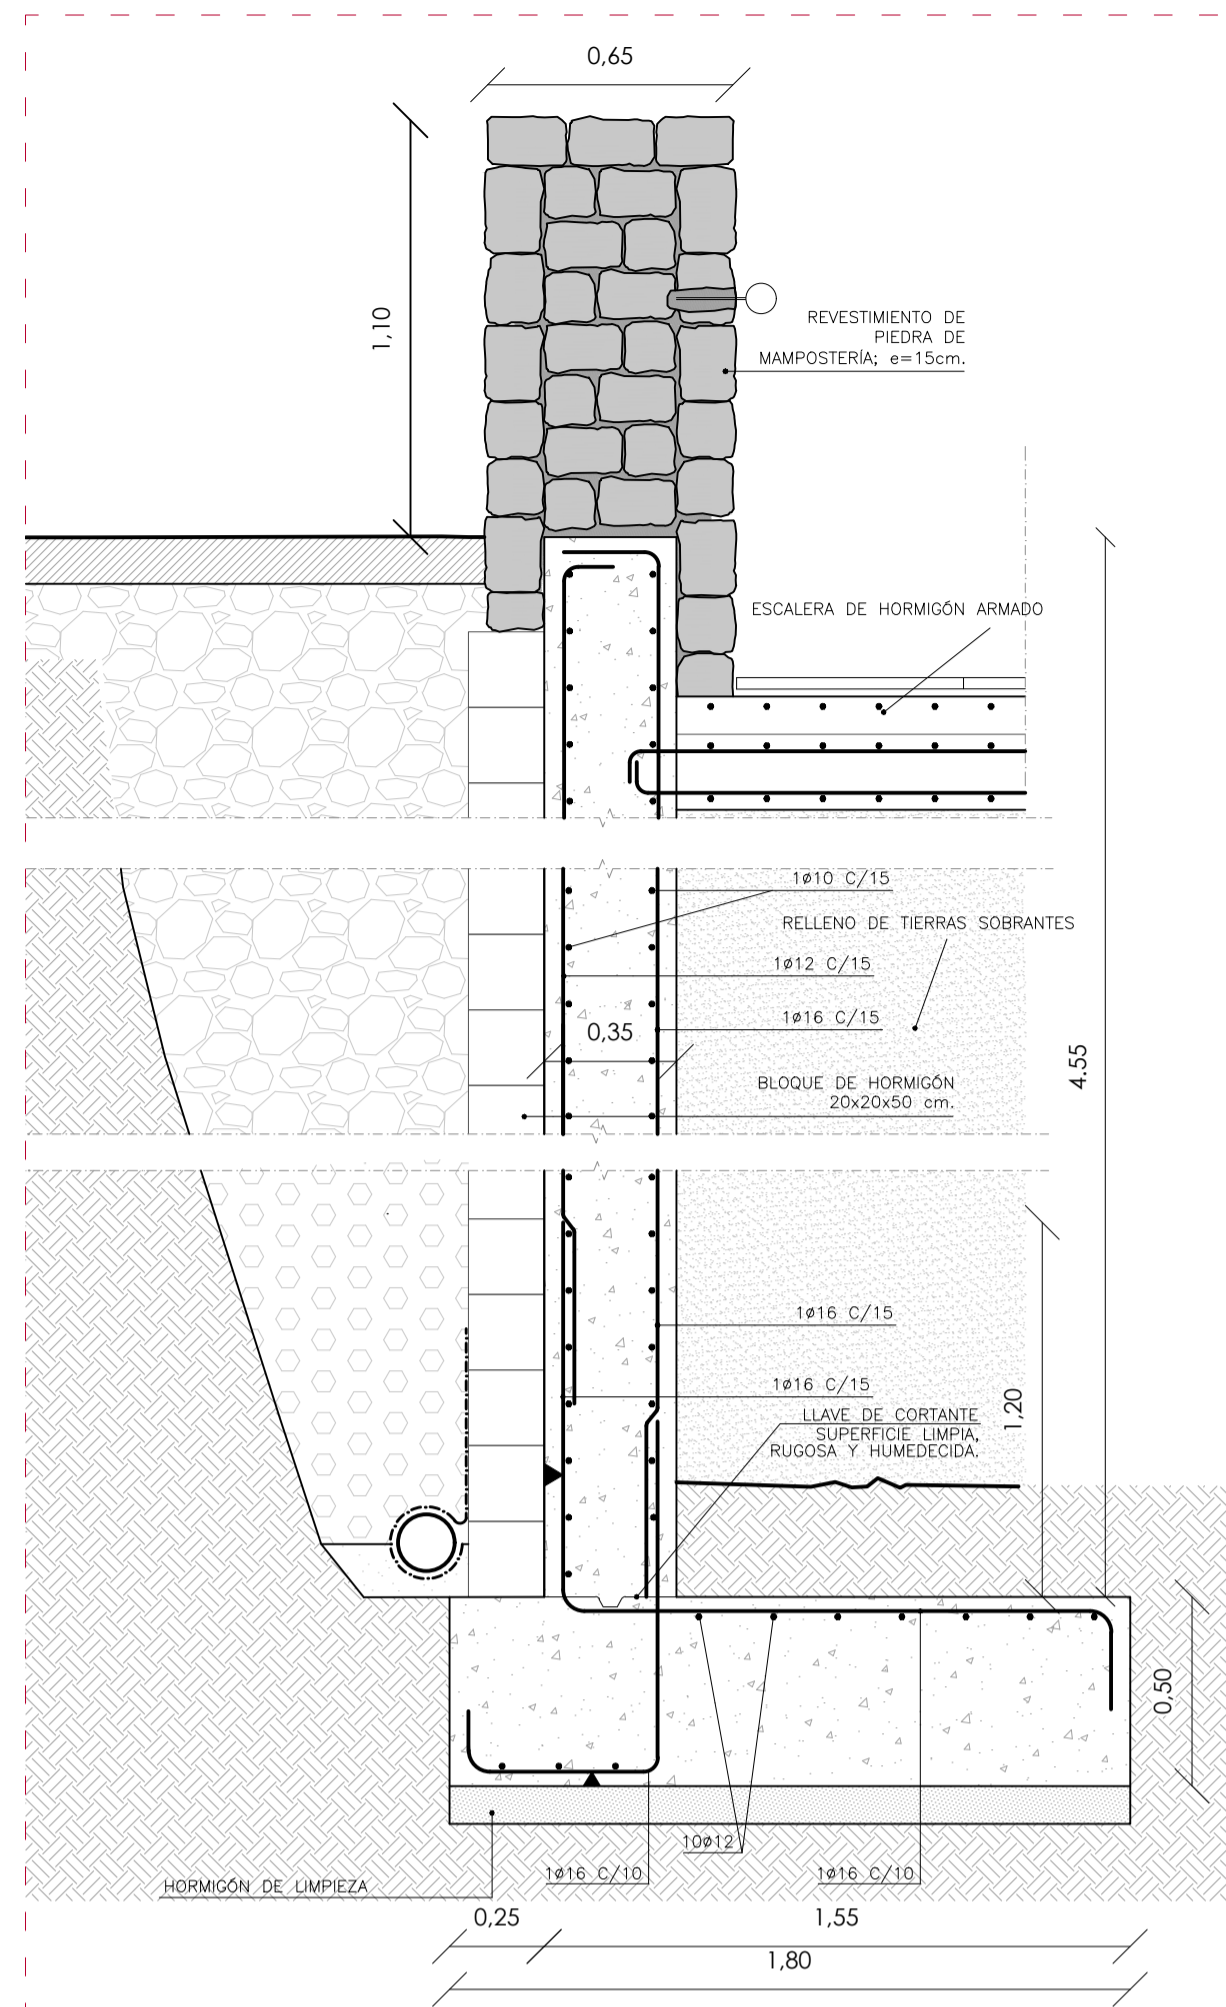 0,65
1,10
REVESTIMIENTO DE
PIEDRA DE
MAMPOSTERÍA; e=15cm.
ESCALERA DE HORMIGÓN ARMADO
1ø10 C/15
RELLENO DE TIERRAS SOBRANTES
1ø12 C/15
1ø16 C/15
0,35
4.55
BLOQUE DE HORMIGÓN
20x20x50 cm.
1ø16 C/15
1ø16 C/15
1,20
LLAVE DE CORTANTE
SUPERFICIE LIMPIA,
RUGOSA Y HUMEDECIDA.
0,50
10ø12
1ø16 C/10
1ø16 C/10
HORMIGÓN DE LIMPIEZA
0,25
1,55
1,80